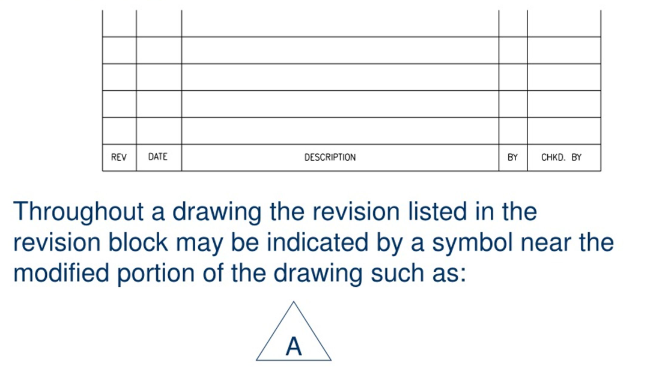 REV DATE DESCRIPTION BY CHKD. BY
Throughout a drawing the revision listed in the
revision block may be indicated by a symbol near the
modified portion of the drawing such as:
A